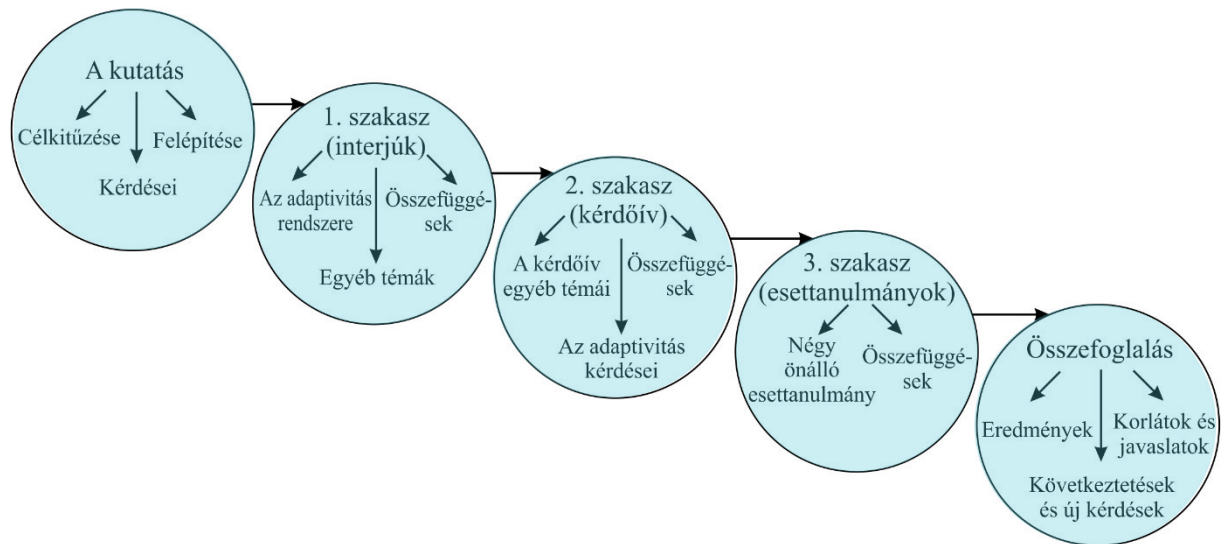 A kutatás
Célkitűzése
Felépítése
Kérdései
1. szakasz
(interjúk)
Az adaptivitás
rendszere
Összefüggé-
sek
Egyéb témák
2. szakasz
(kérdőív)
A kérdőív
egyéb témái
Összefüggé-
sek
Az adaptivitás
kérdései
3. szakasz
(esettanulmányok)
Négy
önálló
esettanulmány
Összefüggé-
sek
Összefoglalás
Eredmények
Korlátok és
javaslatok
Következtetések
és új kérdések